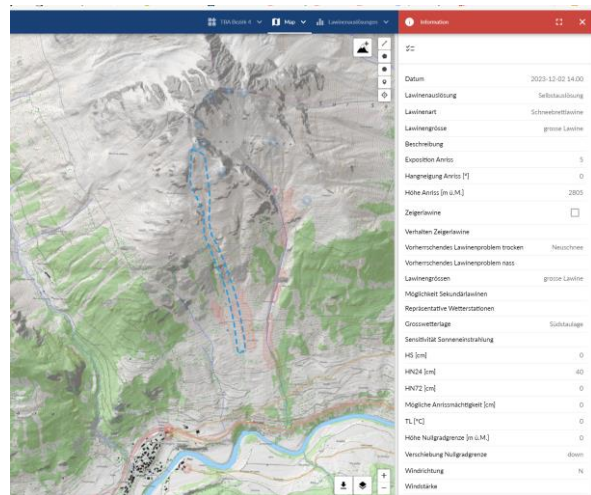 TBA Bezirk 4
Map
Lawinenauslösungen
Information
Datum 2023-12-02 14:00
Lawinenauslösung Selbstauslösung
Lawinenart Schneebrettlawine
Lawinengrösse grosse Lawine
Beschreibung
Exposition Anriss S
Hangneigung Anriss [°] 0
Höhe Anriss [m ü.M.] 2805
Zeigerlawine
Verhalten Zeigerlawine
Vorherrschendes Lawinenproblem trocken Neuschnee
Vorherrschendes Lawinenproblem nass
Lawinengrössen grosse Lawine
Möglichkeit Sekundärlawinen
Repräsentative Wetterstationen
Grosswetterlage Südstaulage
Sensitivität Sonneneinstrahlung
HS [cm] 0
HN24 [cm] 40
HN72 [cm] 0
Mögliche Anrissmächtigkeit [cm] 0
TL [°C] 0
Höhe Nullgradgrenze [m ü.M.] 0
Verschiebung Nullgradgrenze down
Windrichtung N
Windstärke